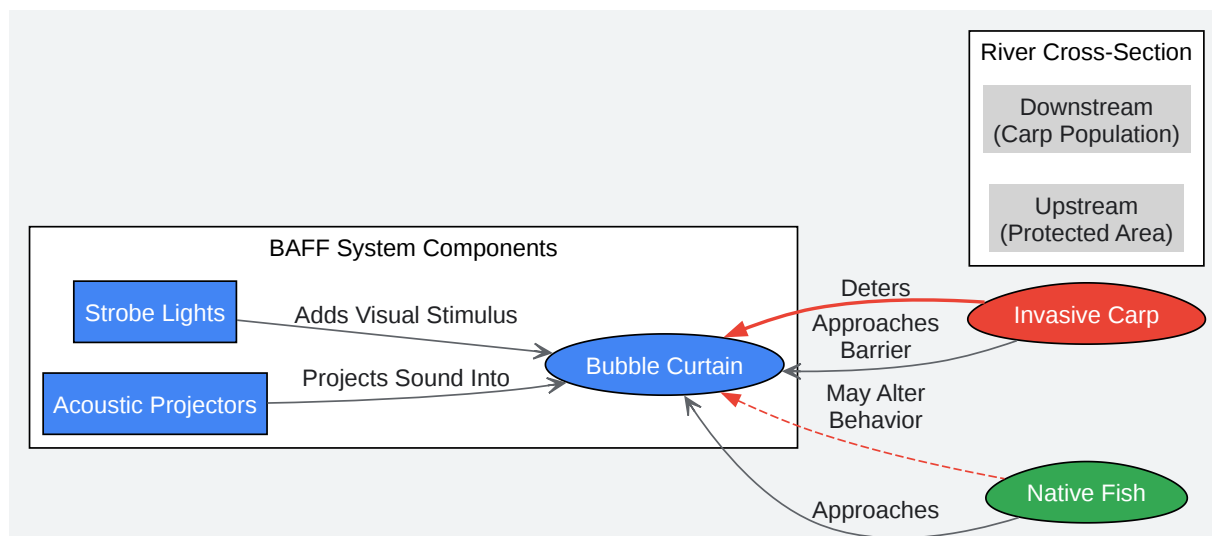 River Cross-Section
Downstream
(Carp Population)
Upstream
(Protected Area)
BAFF System Components
Strobe Lights
Adds Visual Stimulus
Acoustic Projectors
Projects Sound Into
Bubble Curtain
Deters
Approaches
Barrier
Invasive Carp
May Alter
Behavior
Native Fish
Approaches